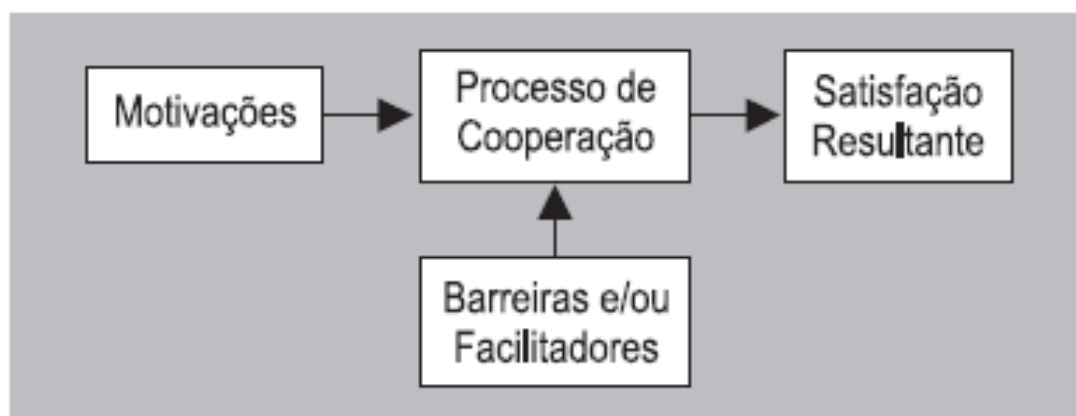 Motivações
Processo de
Cooperação
Satisfação
Resultante
Barreiras e/ou
Facilitadores